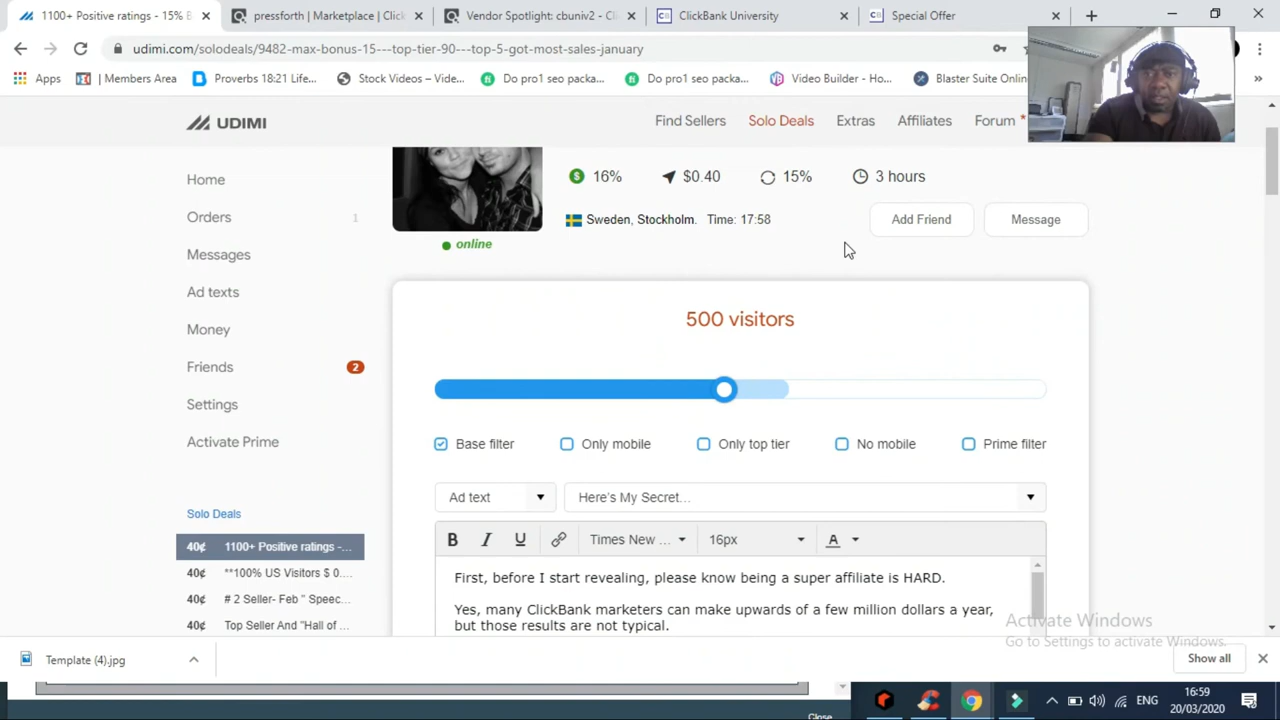 1100+ Positive ratings - 15% B
pressforth | Marketplace | Click
Vendor Spotlight: cbuniv2 - Cli
ClickBank University
Special Offer
udimi.com/solodeals/9482-max-bonus-15---top-tier-90---top-5-got-most-sales-january
Apps
| Members Area
Proverbs 18:21 Life...
Stock Videos – Vide...
Do pro1 seo packa...
Do pro1 seo packa...
Video Builder - Ho...
Blaster Suite Onlin
UDIMI
Find Sellers
Solo Deals
Extras
Affiliates
Forum
Home
Orders 1
Messages
Ad texts
Money
Friends 2
Settings
Activate Prime
Solo Deals
40¢ 1100+ Positive ratings -...
40¢ **100% US Visitors $ 0....
40¢ # 2 Seller- Feb " Speec...
40¢ Top Seller And "Hall of ...
16% $0.40 15% 3 hours
Sweden, Stockholm. Time: 17:58
Add Friend
Message
online
500 visitors
Base filter
Only mobile
Only top tier
No mobile
Prime filter
Ad text
Here's My Secret...
B I U Times New ... 16px A
First, before I start revealing, please know being a super affiliate is HARD.
Yes, many ClickBank marketers can make upwards of a few million dollars a year,
but those results are not typical.
Activate Windows
Go to Settings to activate Windows.
Template (4).jpg
Show all
Close
ENG
16:59
20/03/2020